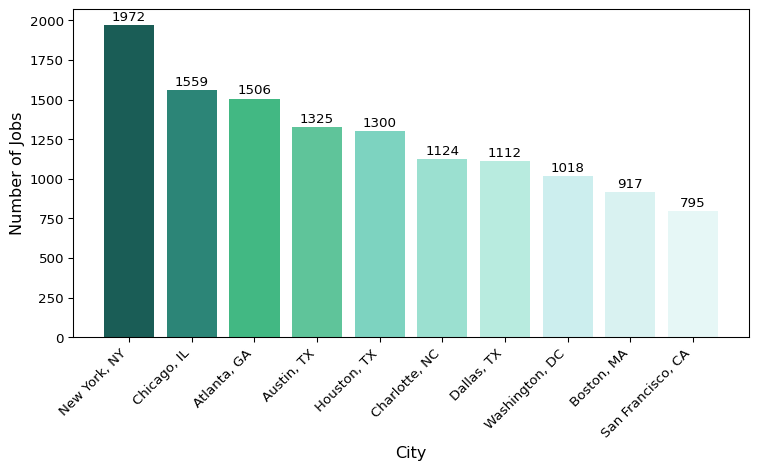 1972
1559
1506
1325
1300
1124
1112
1018
917
795
2000
1750
1500
1250
1000
750
500
250
0
Number of Jobs
New York, NY
Chicago, IL
Atlanta, GA
Austin, TX
Houston, TX
Charlotte, NC
Dallas, TX
Washington, DC
Boston, MA
San Francisco, CA
City